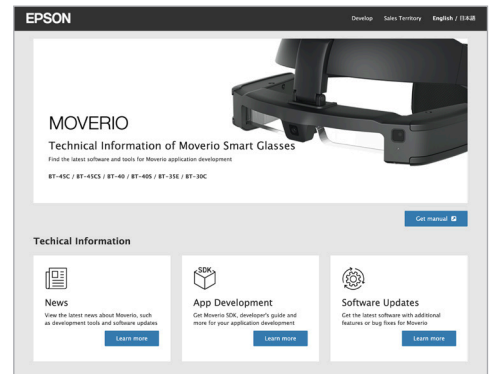 EPSON
Develop Sales Territory English / 日本語
MOVERIO
Technical Information of Moverio Smart Glasses
Find the latest software and tools for Moverio application development
BT-45C / BT-45CS / BT-40 / BT-40S / BT-35E / BT-30C
Get manual
Techical Information
SDK
News
View the latest news about Moverio, such
as development tools and software updates
Learn more
App Development
Get Moverio SDK, developer's guide and
more for your application development
Learn more
Software Updates
Get the latest software with additional
features or bug fixes for Moverio
Learn more